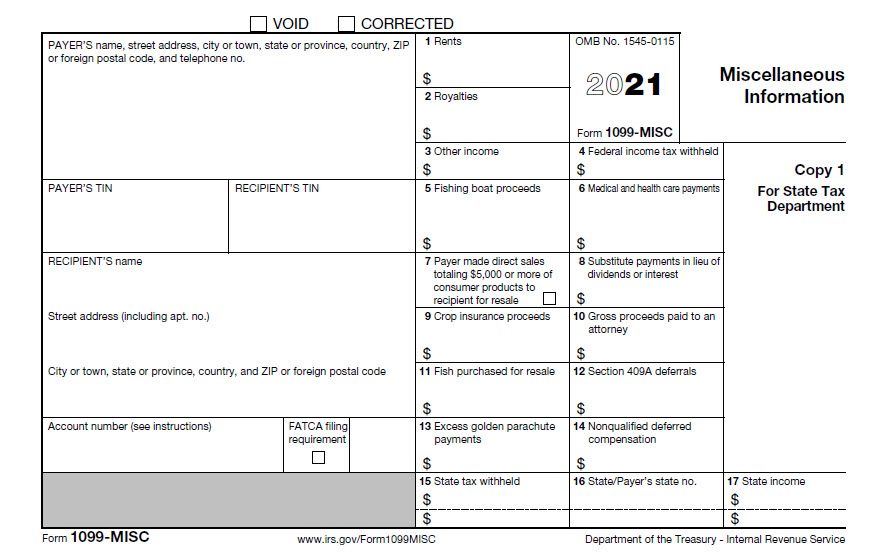 VOID CORRECTED
PAYER'S name, street address, city or town, state or province, country, ZIP
or foreign postal code, and telephone no.
1 Rents
$
2 Royalties
$
OMB No. 1545-0115
2021
Form 1099-MISC
Miscellaneous
Information
3 Other income
$
4 Federal income tax withheld
$
Copy 1
For State Tax
Department
PAYER'S TIN
RECIPIENT'S TIN
5 Fishing boat proceeds
$
6 Medical and health care payments
$
RECIPIENT'S name
7 Payer made direct sales
totaling $5,000 or more of
consumer products to
recipient for resale
8 Substitute payments in lieu of
dividends or interest
$
Street address (including apt. no.)
9 Crop insurance proceeds
$
10 Gross proceeds paid to an
attorney
$
City or town, state or province, country, and ZIP or foreign postal code
11 Fish purchased for resale
$
12 Section 409A deferrals
$
Account number (see instructions)
FATCA filing
requirement
13 Excess golden parachute
payments
$
14 Nonqualified deferred
compensation
$
15 State tax withheld
$
$
16 State/Payer's state no.
17 State income
$
$
Form 1099-MISC
www.irs.gov/Form1099MISC
Department of the Treasury - Internal Revenue Service